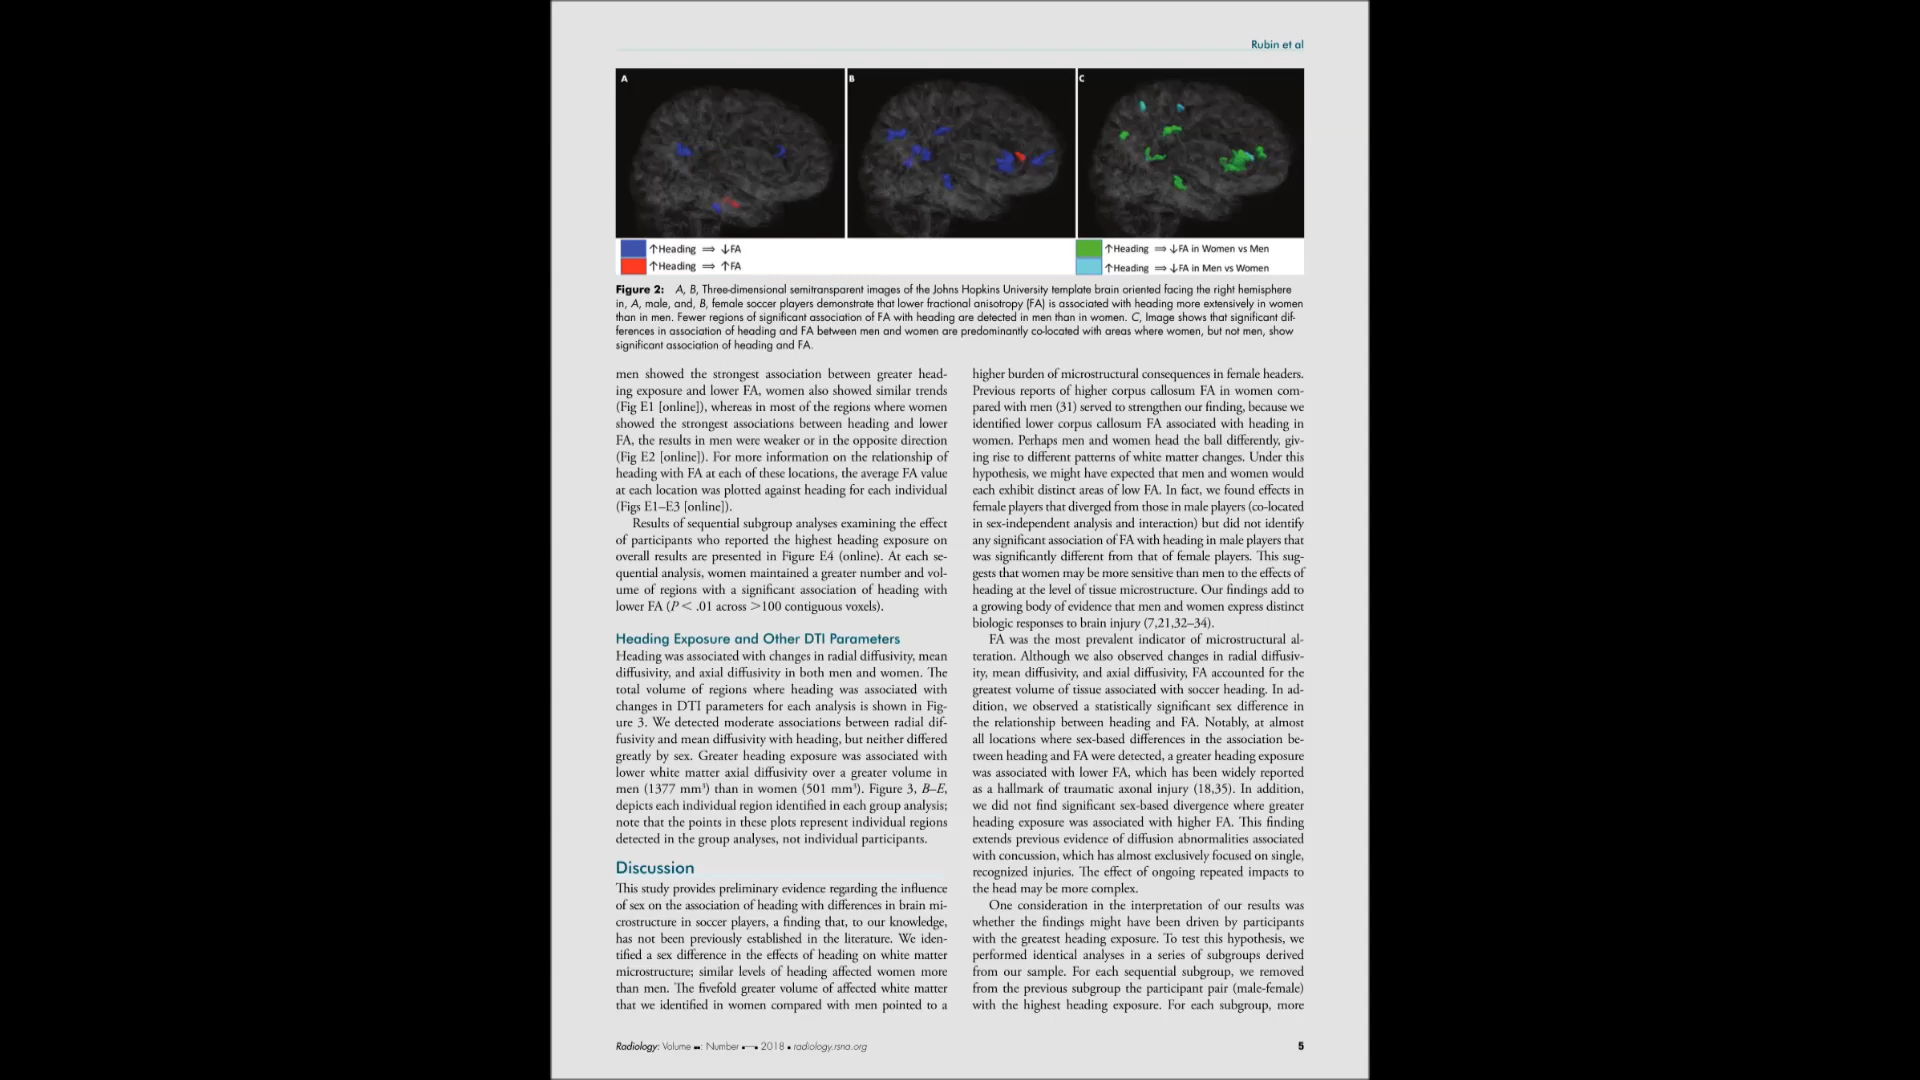 Rubin et al
A
B
C
↑Heading ⟹ ↓FA
↑Heading ⟹ ↑FA
↑Heading ⟹ ↓FA in Women vs Men
↑Heading ⟹ ↓FA in Men vs Women
Figure 2: A, B, Three-dimensional semitransparent images of the Johns Hopkins University template brain oriented facing the right hemisphere
in, A, male, and, B, female soccer players demonstrate that lower fractional anisotropy (FA) is associated with heading more extensively in women
than in men. Fewer regions of significant association of FA with heading are detected in men than in women. C, Image shows that significant dif-
ferences in association of heading and FA between men and women are predominantly co-located with areas where women, but not men, show
significant association of heading and FA.
men showed the strongest association between greater head-
ing exposure and lower FA, women also showed similar trends
(Fig E1 [online]), whereas in most of the regions where women
showed the strongest associations between heading and lower
FA, the results in men were weaker or in the opposite direction
(Fig E2 [online]). For more information on the relationship of
heading with FA at each of these locations, the average FA value
at each location was plotted against heading for each individual
(Figs E1–E3 [online]).
Results of sequential subgroup analyses examining the effect
of participants who reported the highest heading exposure on
overall results are presented in Figure E4 (online). At each se-
quential analysis, women maintained a greater number and vol-
ume of regions with a significant association of heading with
lower FA (P < .01 across >100 contiguous voxels).
Heading Exposure and Other DTI Parameters
Heading was associated with changes in radial diffusivity, mean
diffusivity, and axial diffusivity in both men and women. The
total volume of regions where heading was associated with
changes in DTI parameters for each analysis is shown in Fig-
ure 3. We detected moderate associations between radial dif-
fusivity and mean diffusivity with heading, but neither differed
greatly by sex. Greater heading exposure was associated with
lower white matter axial diffusivity over a greater volume in
men (1377 mm³) than in women (501 mm³). Figure 3, B–E,
depicts each individual region identified in each group analysis;
note that the points in these plots represent individual regions
detected in the group analyses, not individual participants.
Discussion
This study provides preliminary evidence regarding the influence
of sex on the association of heading with differences in brain mi-
crostructure in soccer players, a finding that, to our knowledge,
has not been previously established in the literature. We iden-
tified a sex difference in the effects of heading on white matter
microstructure; similar levels of heading affected women more
than men. The fivefold greater volume of affected white matter
that we identified in women compared with men pointed to a
higher burden of microstructural consequences in female headers.
Previous reports of higher corpus callosum FA in women com-
pared with men (31) served to strengthen our finding, because we
identified lower corpus callosum FA associated with heading in
women. Perhaps men and women head the ball differently, giv-
ing rise to different patterns of white matter changes. Under this
hypothesis, we might have expected that men and women would
each exhibit distinct areas of low FA. In fact, we found effects in
female players that diverged from those in male players (co-located
in sex-independent analysis and interaction) but did not identify
any significant association of FA with heading in male players that
was significantly different from that of female players. This sug-
gests that women may be more sensitive than men to the effects of
heading at the level of tissue microstructure. Our findings add to
a growing body of evidence that men and women express distinct
biologic responses to brain injury (7,21,32–34).
FA was the most prevalent indicator of microstructural al-
teration. Although we also observed changes in radial diffusiv-
ity, mean diffusivity, and axial diffusivity, FA accounted for the
greatest volume of tissue associated with soccer heading. In ad-
dition, we observed a statistically significant sex difference in
the relationship between heading and FA. Notably, at almost
all locations where sex-based differences in the association be-
tween heading and FA were detected, a greater heading exposure
was associated with lower FA, which has been widely reported
as a hallmark of traumatic axonal injury (18,35). In addition,
we did not find significant sex-based divergence where greater
heading exposure was associated with higher FA. This finding
extends previous evidence of diffusion abnormalities associated
with concussion, which has almost exclusively focused on single,
recognized injuries. The effect of ongoing repeated impacts to
the head may be more complex.
One consideration in the interpretation of our results was
whether the findings might have been driven by participants
with the greatest heading exposure. To test this hypothesis, we
performed identical analyses in a series of subgroups derived
from our sample. For each sequential subgroup, we removed
from the previous subgroup the participant pair (male-female)
with the highest heading exposure. For each subgroup, more
Radiology: Volume ▪▪: Number ▪—▪ 2018 ▪ radiology.rsna.org
5